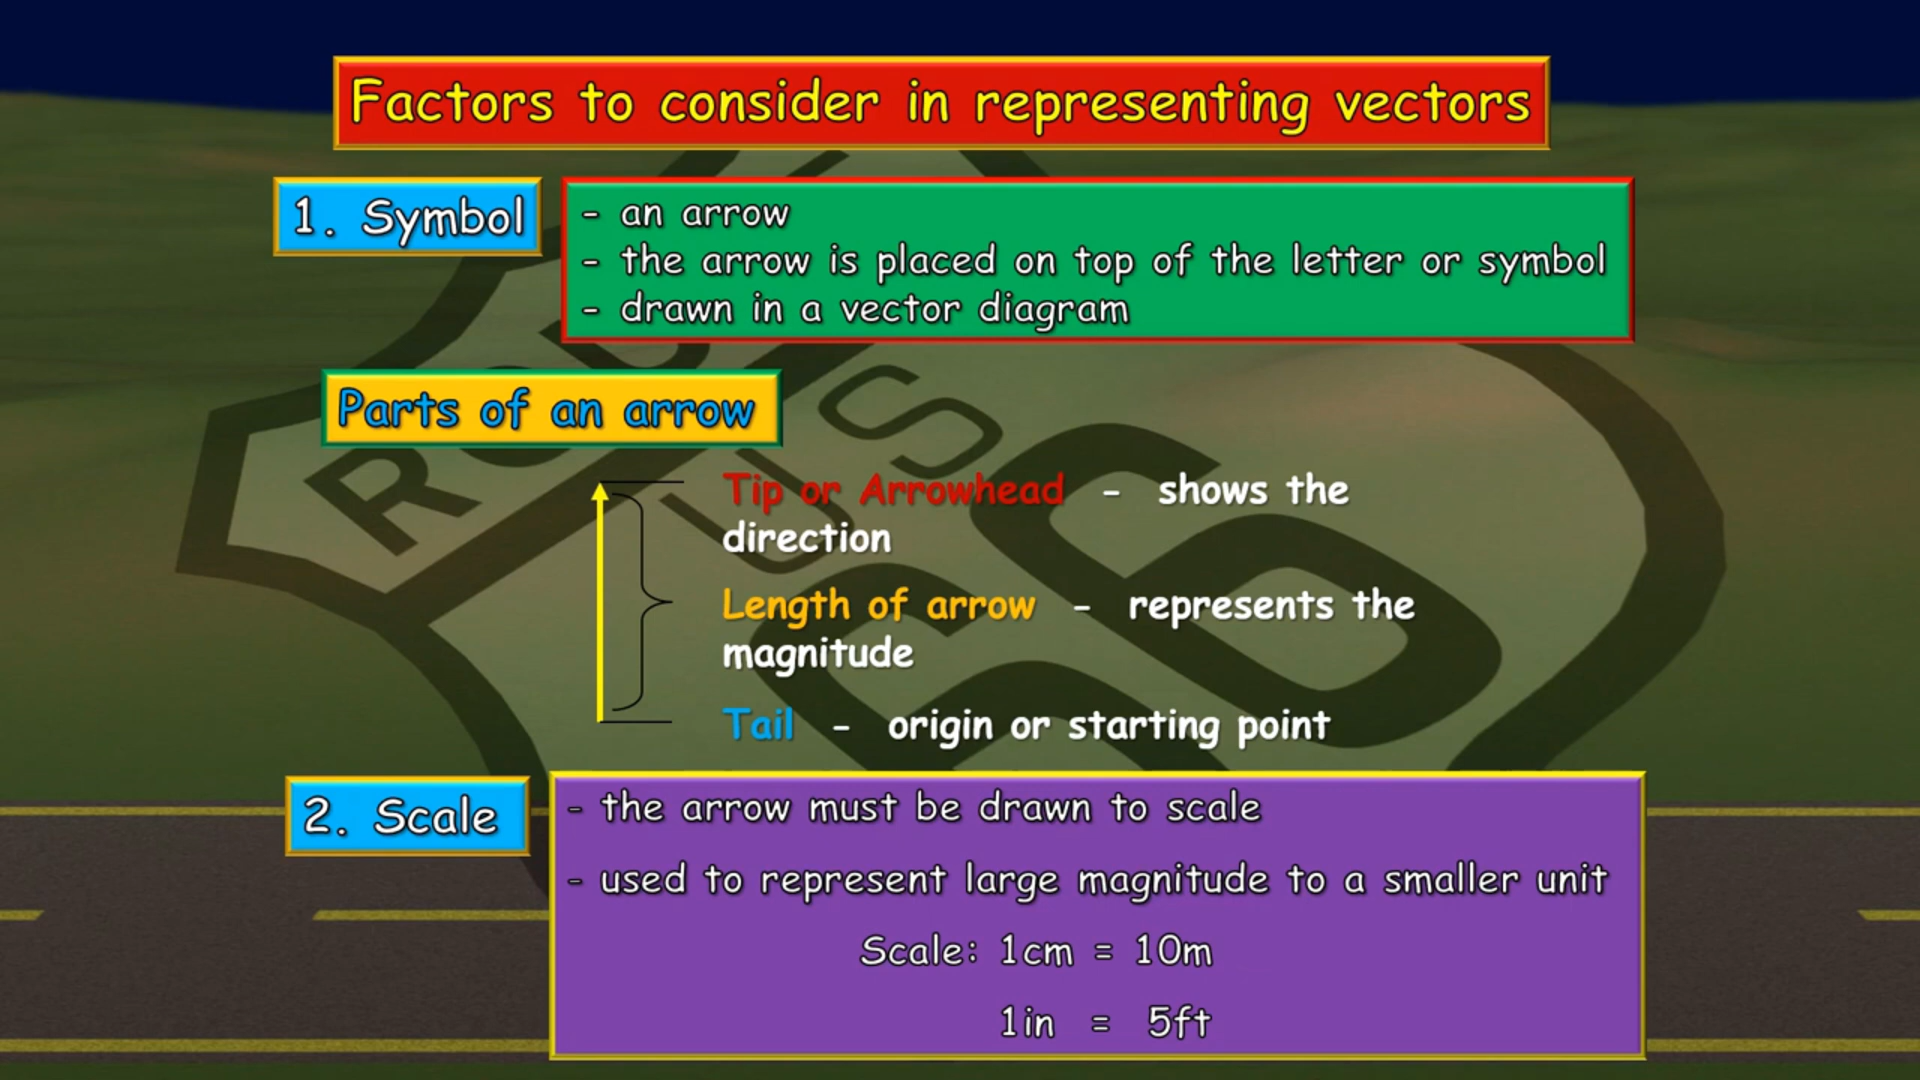 Factors to consider in representing vectors
1. Symbol
- an arrow
- the arrow is placed on top of the letter or symbol
- drawn in a vector diagram
Parts of an arrow
Tip or Arrowhead - shows the
direction
Length of arrow - represents the
magnitude
Tail - origin or starting point
2. Scale
- the arrow must be drawn to scale
- used to represent large magnitude to a smaller unit
Scale: 1cm = 10m
1in = 5ft
US
66